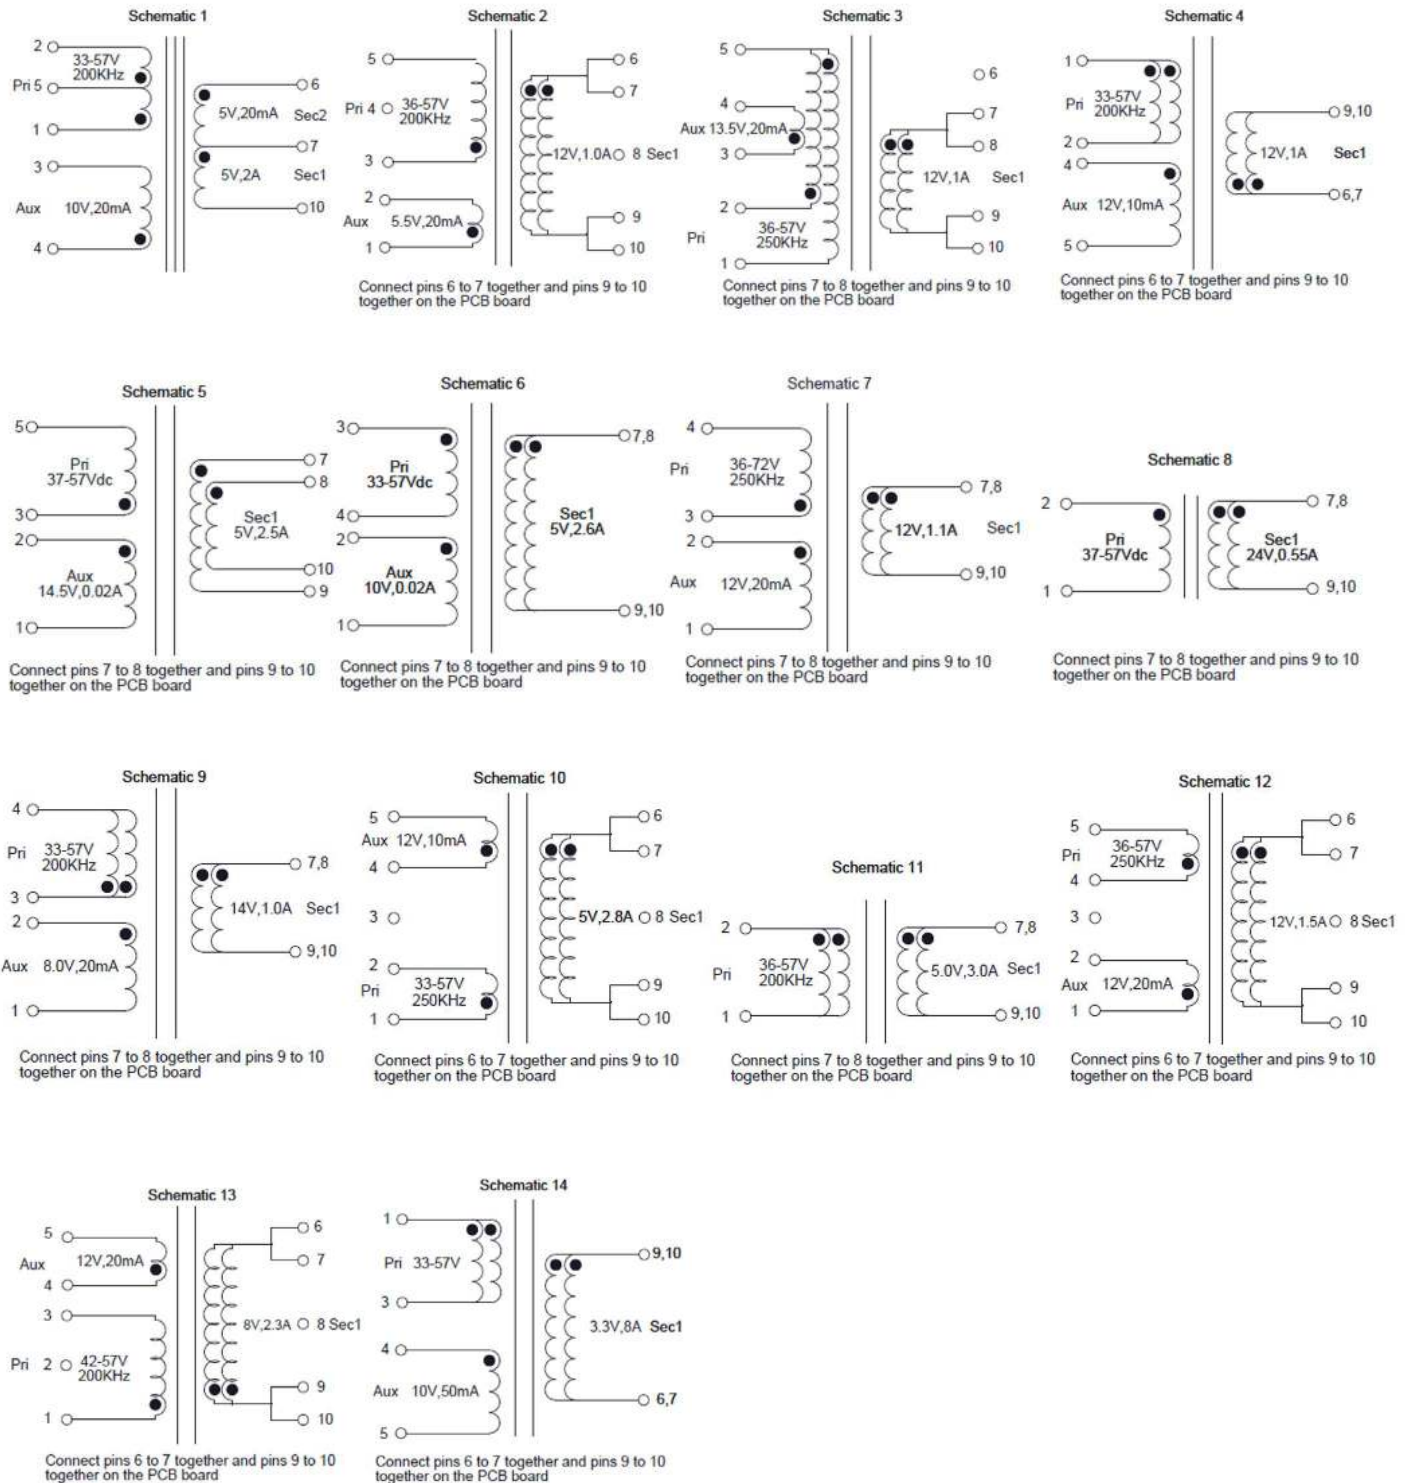 Schematic 1
2
33-57V
200KHz
Pri 5
1
3
Aux 10V,20mA
4
6
5V,20mA Sec2
7
5V,2A Sec1
10
Schematic 2
5
Pri 4 36-57V
200KHz
3
2
Aux 5.5V,20mA
1
6
7
12V,1.0A 8 Sec1
9
10
Connect pins 6 to 7 together and pins 9 to 10
together on the PCB board
Schematic 3
5
4
Aux 13.5V,20mA
3
2
36-57V
Pri 250KHz
1
6
7
8
12V,1A Sec1
9
10
Connect pins 7 to 8 together and pins 9 to 10
together on the PCB board
Schematic 4
1
Pri 33-57V
200KHz
2
4
Aux 12V,10mA
5
9,10
12V,1A Sec1
6,7
Connect pins 6 to 7 together and pins 9 to 10
together on the PCB board
Schematic 5
5
Pri
37-57Vdc
3
2
Aux
14.5V,0.02A
1
7
8
Sec1
5V,2.5A
10
9
Connect pins 7 to 8 together and pins 9 to 10
together on the PCB board
Schematic 6
3
Pri
33-57Vdc
4
2
Aux
10V,0.02A
1
7,8
Sec1
5V,2.6A
9,10
Connect pins 7 to 8 together and pins 9 to 10
together on the PCB board
Schematic 7
4
Pri 36-72V
250KHz
3
2
Aux 12V,20mA
1
7,8
12V,1.1A Sec1
9,10
Connect pins 7 to 8 together and pins 9 to 10
together on the PCB board
Schematic 8
2
Pri
37-57Vdc
1
7,8
Sec1
24V,0.55A
9,10
Connect pins 7 to 8 together and pins 9 to 10
together on the PCB board
Schematic 9
4
Pri 33-57V
200KHz
3
2
Aux 8.0V,20mA
1
7,8
14V,1.0A Sec1
9,10
Connect pins 7 to 8 together and pins 9 to 10
together on the PCB board
Schematic 10
5
Aux 12V,10mA
4
3
2
Pri 33-57V
250KHz
1
6
7
5V,2.8A 8 Sec1
9
10
Connect pins 6 to 7 together and pins 9 to 10
together on the PCB board
Schematic 11
2
Pri 36-57V
200KHz
1
7,8
5.0V,3.0A Sec1
9,10
Connect pins 7 to 8 together and pins 9 to 10
together on the PCB board
Schematic 12
5
Pri 36-57V
250KHz
4
3
2
Aux 12V,20mA
1
6
7
12V,1.5A 8 Sec1
9
10
Connect pins 6 to 7 together and pins 9 to 10
together on the PCB board
Schematic 13
5
Aux 12V,20mA
4
3
Pri 2 42-57V
200KHz
1
6
7
8V,2.3A 8 Sec1
9
10
Connect pins 6 to 7 together and pins 9 to 10
together on the PCB board
Schematic 14
1
Pri 33-57V
3
4
Aux 10V,50mA
5
9,10
3.3V,8A Sec1
6,7
Connect pins 6 to 7 together and pins 9 to 10
together on the PCB board